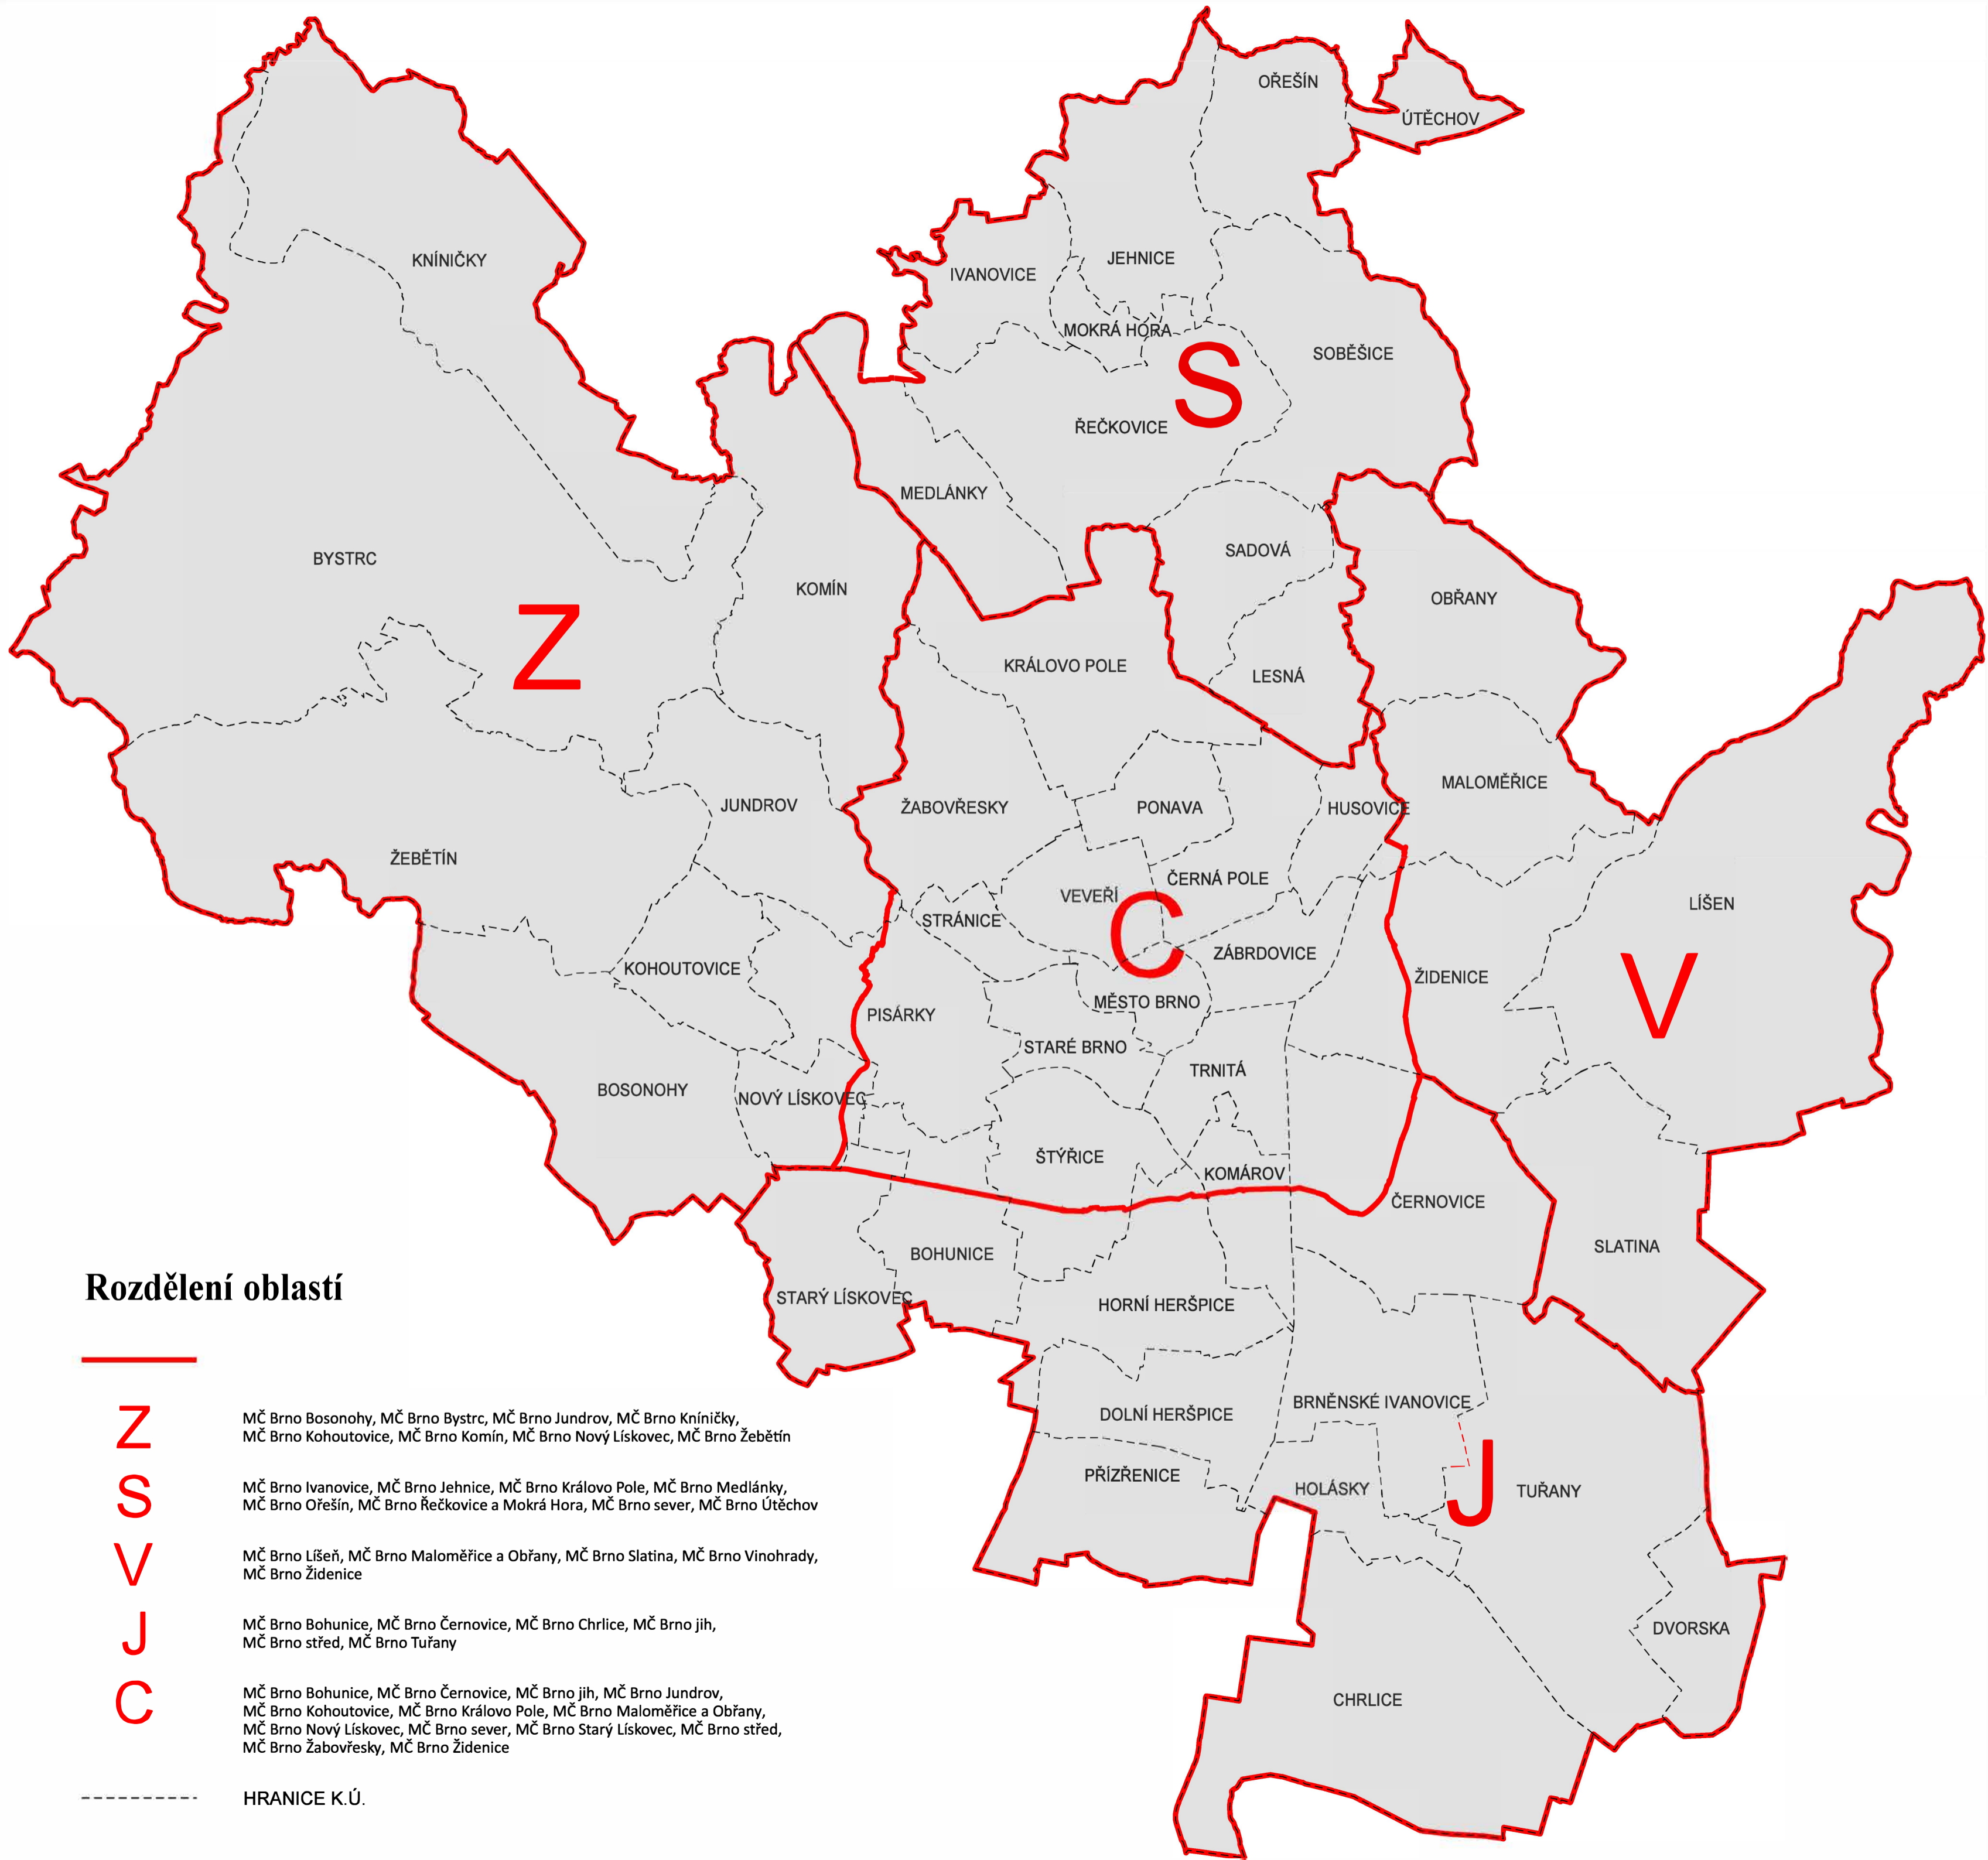 OŘEŠÍN
ÚTĚCHOV
KNÍNIČKY
JEHNICE
IVANOVICE
MOKRÁ HORA
SOBĚŠICE
S
ŘEČKOVICE
MEDLÁNKY
SADOVÁ
BYSTRC
KOMÍN
OBŘANY
Z
KRÁLOVO POLE
LESNÁ
MALOMĚŘICE
JUNDROV
ŽABOVŘESKY
PONAVA
HUSOVICE
ŽEBĚTÍN
ČERNÁ POLE
VEVEŘÍ
LÍŠEN
STRÁNICE
C
ZÁBRDOVICE
KOHOUTOVICE
ŽIDENICE
V
MĚSTO BRNO
PISÁRKY
STARÉ BRNO
TRNITÁ
BOSONOHY
NOVÝ LÍSKOVEC
ŠTÝŘICE
KOMÁROV
ČERNOVICE
SLATINA
BOHUNICE
STARÝ LÍSKOVEC
HORNÍ HERŠPICE
BRNĚNSKÉ IVANOVICE
DOLNÍ HERŠPICE
PŘÍZŘENICE
HOLÁSKY
J
TUŘANY
DVORSKA
CHRLICE
Rozdělení oblastí
Z
MČ Brno Bosonohy, MČ Brno Bystrc, MČ Brno Jundrov, MČ Brno Kníničky,
MČ Brno Kohoutovice, MČ Brno Komín, MČ Brno Nový Lískovec, MČ Brno Žebětín
S
MČ Brno Ivanovice, MČ Brno Jehnice, MČ Brno Královo Pole, MČ Brno Medlánky,
MČ Brno Ořešín, MČ Brno Řečkovice a Mokrá Hora, MČ Brno sever, MČ Brno Útěchov
V
MČ Brno Líšeň, MČ Brno Maloměřice a Obřany, MČ Brno Slatina, MČ Brno Vinohrady,
MČ Brno Židenice
J
MČ Brno Bohunice, MČ Brno Černovice, MČ Brno Chrlice, MČ Brno jih,
MČ Brno střed, MČ Brno Tuřany
C
MČ Brno Bohunice, MČ Brno Černovice, MČ Brno jih, MČ Brno Jundrov,
MČ Brno Kohoutovice, MČ Brno Královo Pole, MČ Brno Maloměřice a Obřany,
MČ Brno Nový Lískovec, MČ Brno sever, MČ Brno Starý Lískovec, MČ Brno střed,
MČ Brno Žabovřesky, MČ Brno Židenice
HRANICE K.Ú.